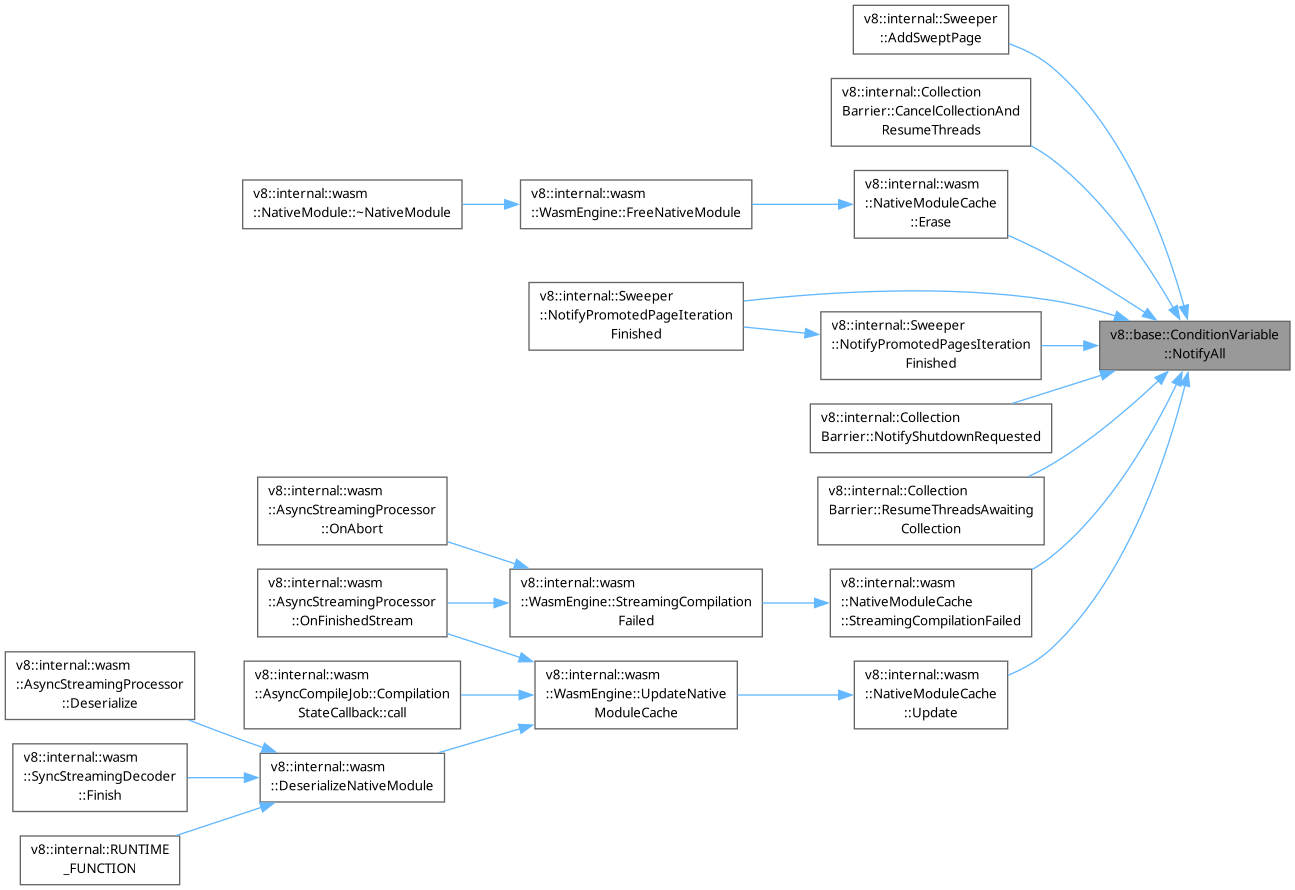 v8::internal::Sweeper
::AddSweptPage
v8::internal::Collection
Barrier::CancelCollectionAnd
ResumeThreads
v8::internal::wasm
::NativeModule::~NativeModule
v8::internal::wasm
::WasmEngine::FreeNativeModule
v8::internal::wasm
::NativeModuleCache
::Erase
v8::internal::Sweeper
::NotifyPromotedPageIteration
Finished
v8::internal::Sweeper
::NotifyPromotedPagesIteration
Finished
v8::base::ConditionVariable
::NotifyAll
v8::internal::Collection
Barrier::NotifyShutdownRequested
v8::internal::Collection
Barrier::ResumeThreadsAwaiting
Collection
v8::internal::wasm
::AsyncStreamingProcessor
::OnAbort
v8::internal::wasm
::AsyncStreamingProcessor
::OnFinishedStream
v8::internal::wasm
::WasmEngine::StreamingCompilation
Failed
v8::internal::wasm
::NativeModuleCache
::StreamingCompilationFailed
v8::internal::wasm
::AsyncStreamingProcessor
::Deserialize
v8::internal::wasm
::AsyncCompileJob::Compilation
StateCallback::call
v8::internal::wasm
::WasmEngine::UpdateNative
ModuleCache
v8::internal::wasm
::NativeModuleCache
::Update
v8::internal::wasm
::SyncStreamingDecoder
::Finish
v8::internal::wasm
::DeserializeNativeModule
v8::internal::RUNTIME
_FUNCTION